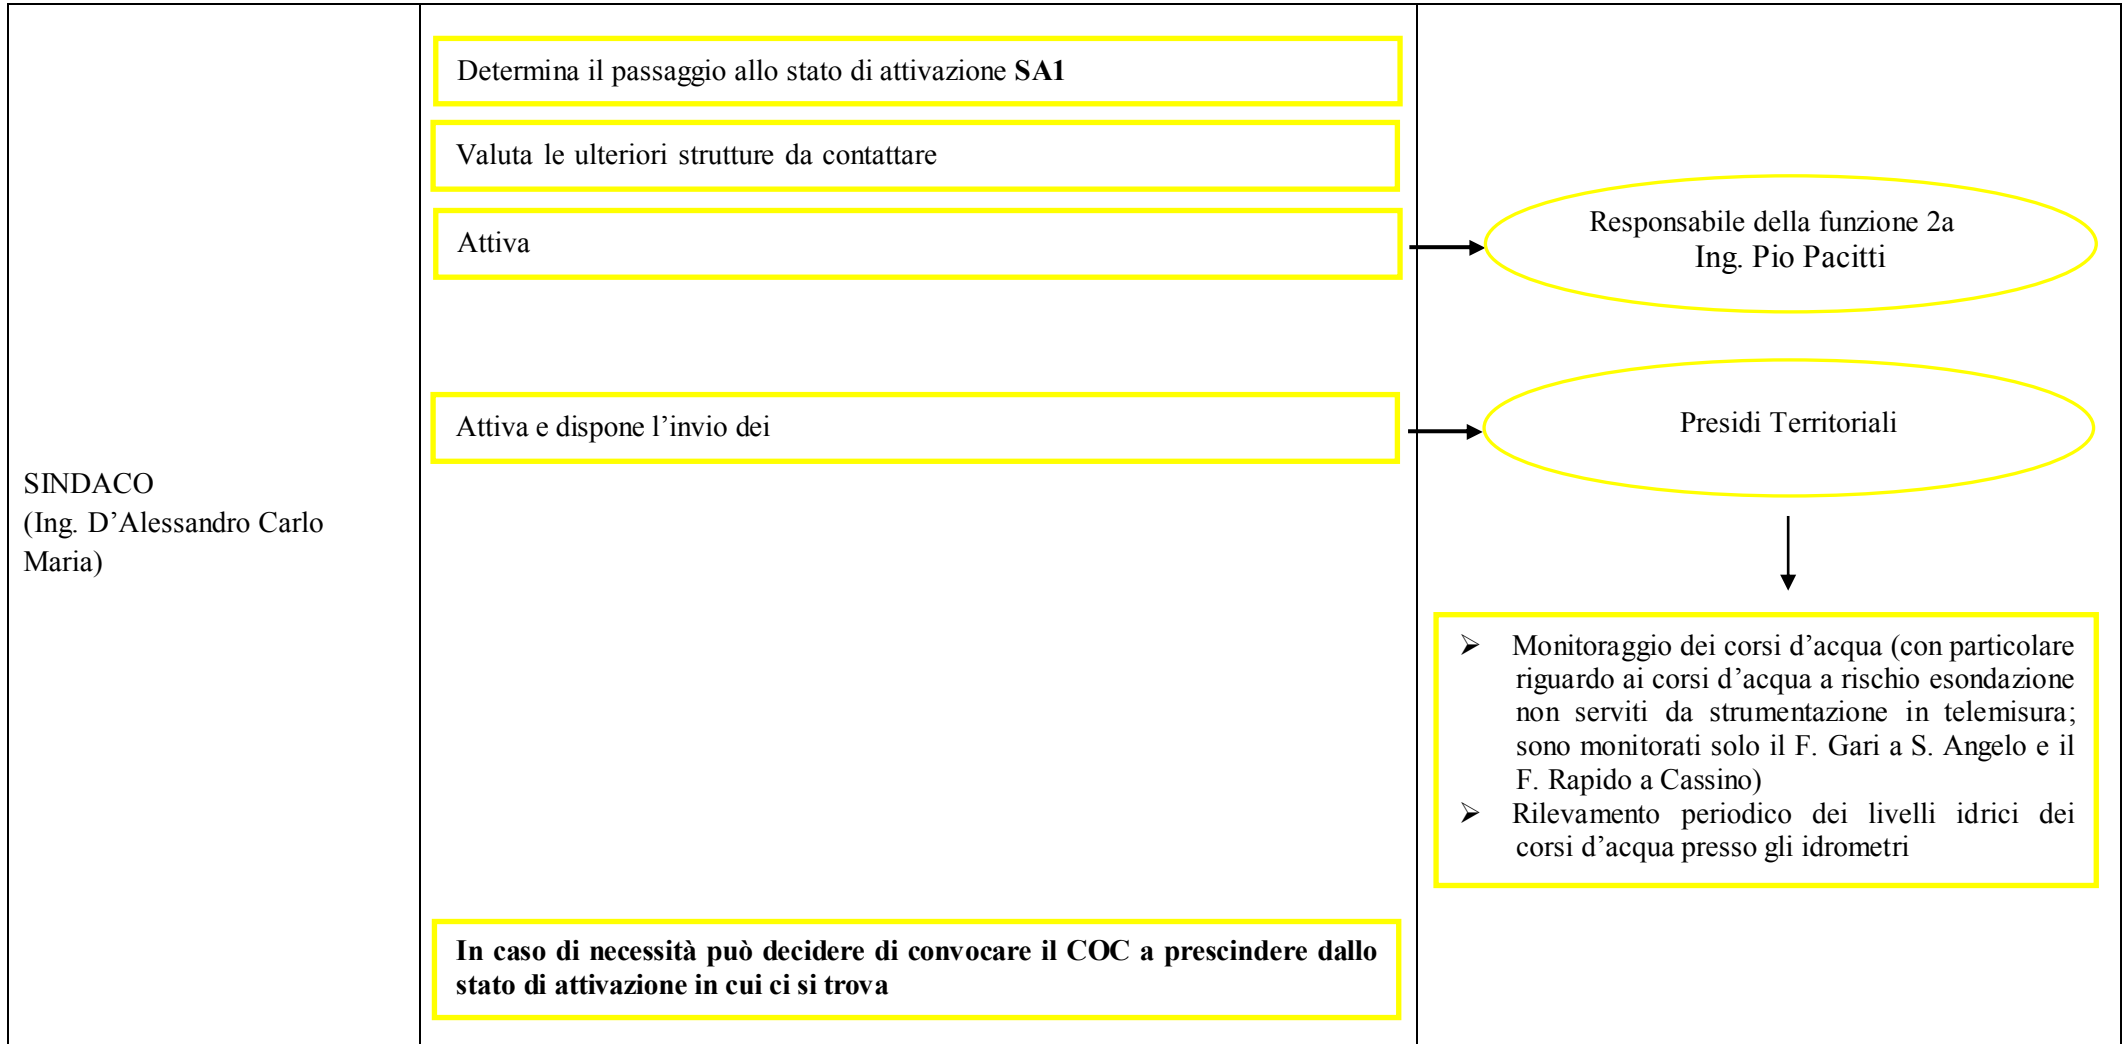 SINDACO
(Ing. D’Alessandro Carlo
Maria)
Determina il passaggio allo stato di attivazione SA1
Valuta le ulteriori strutture da contattare
Attiva
Attiva e dispone l’invio dei
In caso di necessità può decidere di convocare il COC a prescindere dallo
stato di attivazione in cui ci si trova
Responsabile della funzione 2a
Ing. Pio Pacitti
Presidi Territoriali
➢ Monitoraggio dei corsi d’acqua (con particolare
riguardo ai corsi d’acqua a rischio esondazione
non serviti da strumentazione in telemisura;
sono monitorati solo il F. Gari a S. Angelo e il
F. Rapido a Cassino)
➢ Rilevamento periodico dei livelli idrici dei
corsi d’acqua presso gli idrometri